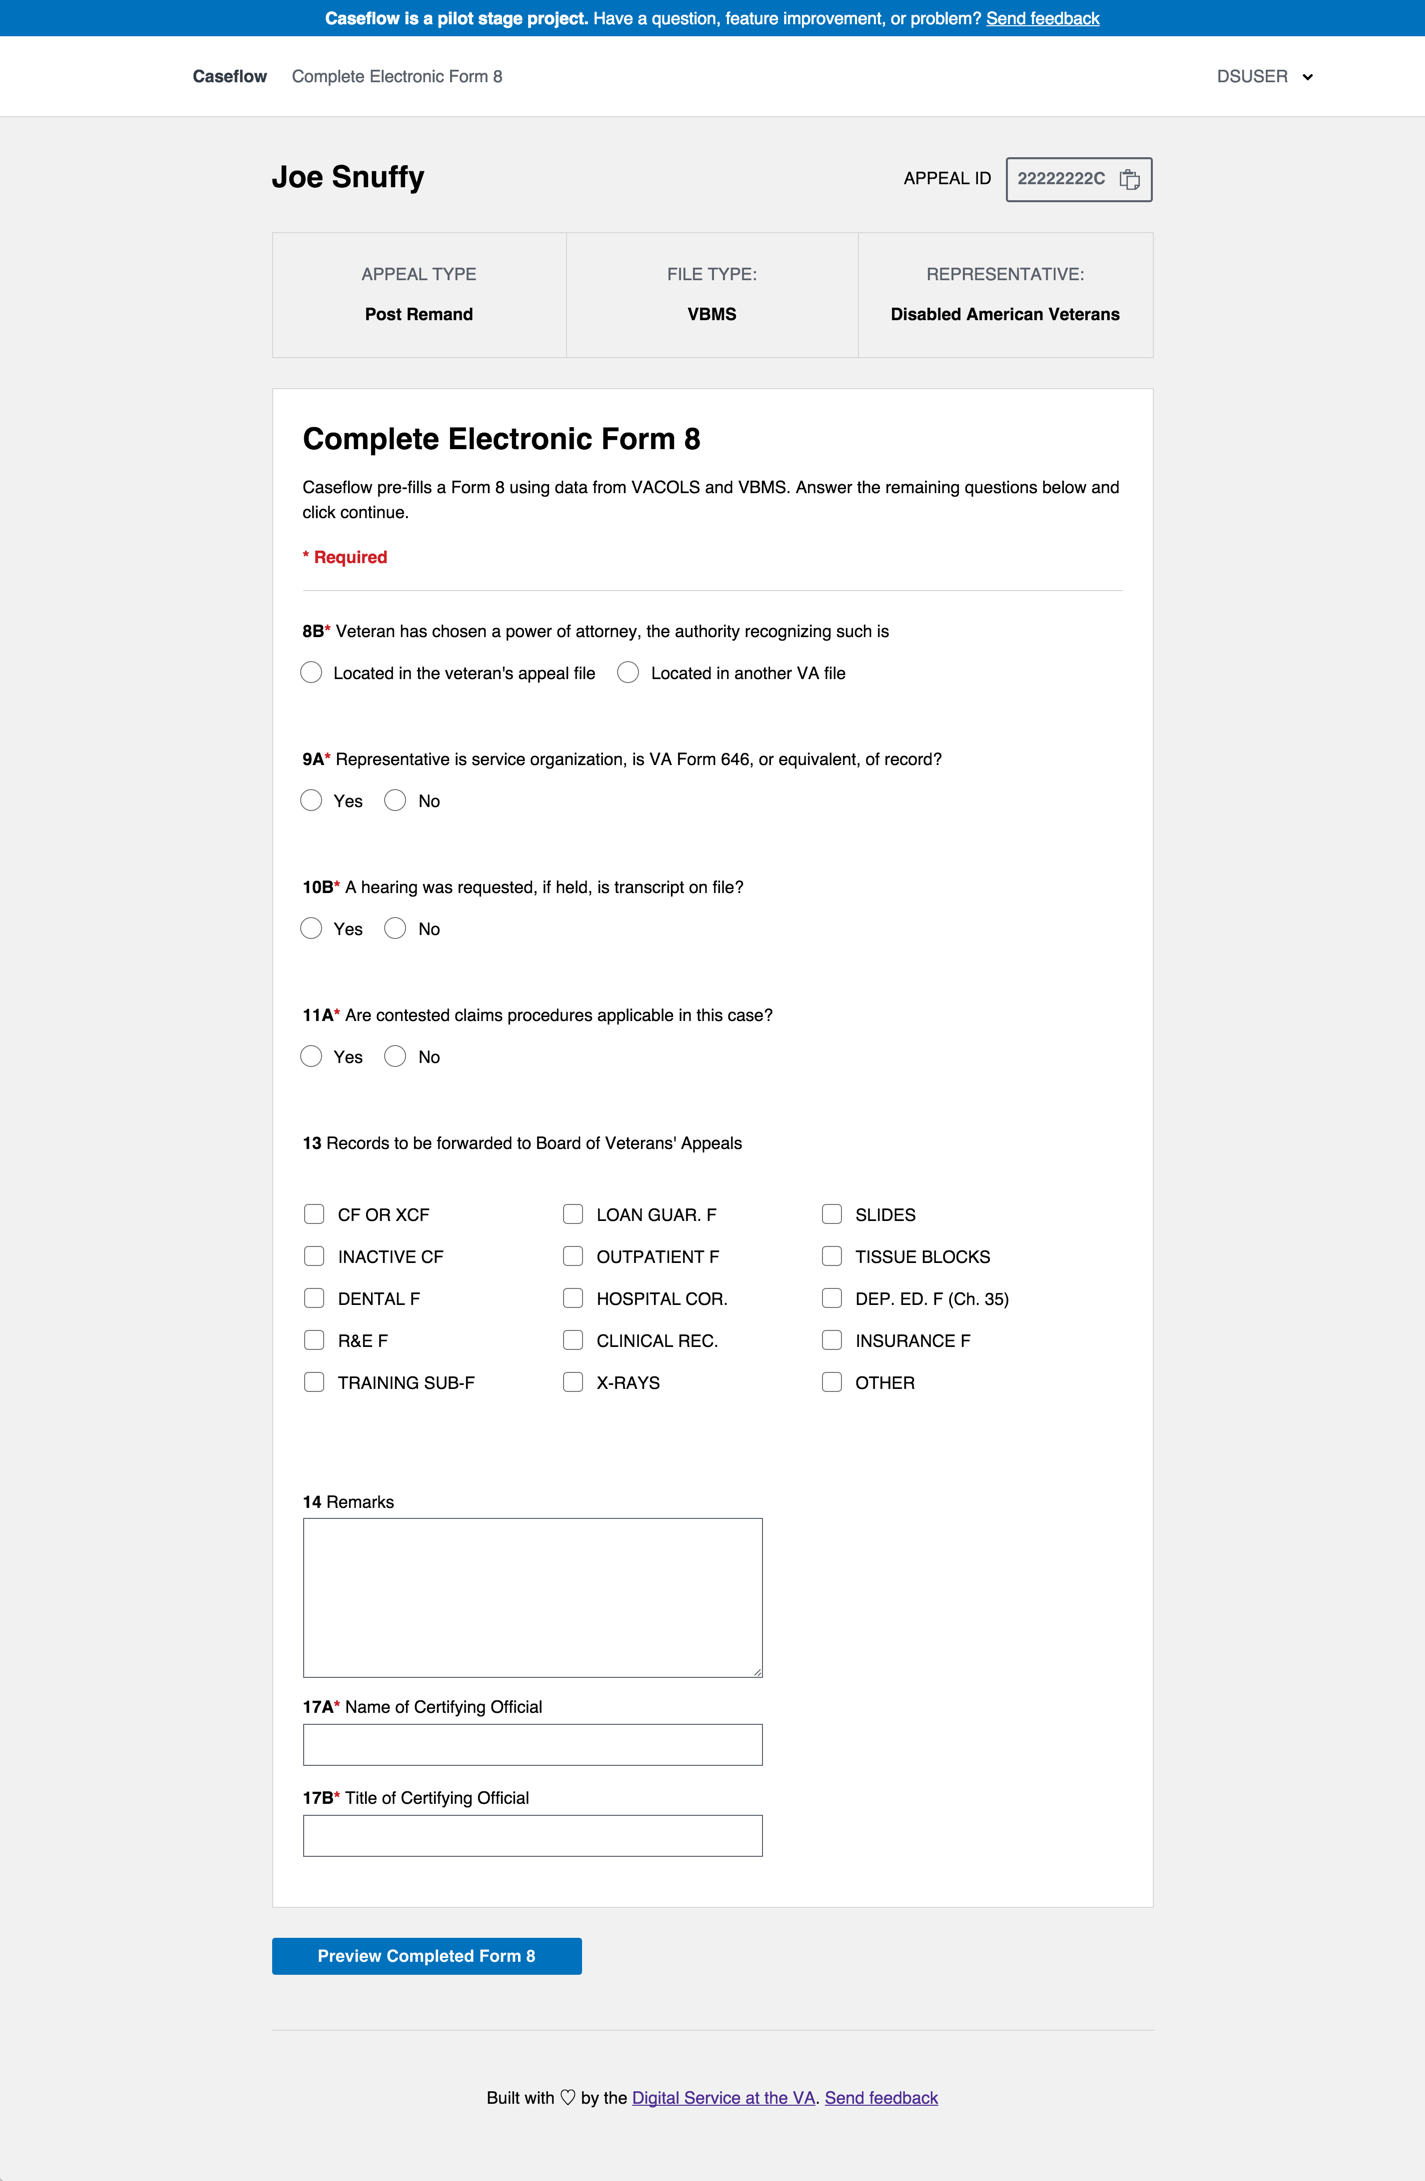 Caseflow is a pilot stage project. Have a question, feature improvement, or problem? Send feedback
Caseflow Complete Electronic Form 8 DSUSER
Joe Snuffy APPEAL ID 22222222C
APPEAL TYPE FILE TYPE: REPRESENTATIVE:
Post Remand VBMS Disabled American Veterans
Complete Electronic Form 8
Caseflow pre-fills a Form 8 using data from VACOLS and VBMS. Answer the remaining questions below and
click continue.
* Required
8B* Veteran has chosen a power of attorney, the authority recognizing such is
Located in the veteran's appeal file Located in another VA file
9A* Representative is service organization, is VA Form 646, or equivalent, of record?
Yes No
10B* A hearing was requested, if held, is transcript on file?
Yes No
11A* Are contested claims procedures applicable in this case?
Yes No
13 Records to be forwarded to Board of Veterans' Appeals
CF OR XCF LOAN GUAR. F SLIDES
INACTIVE CF OUTPATIENT F TISSUE BLOCKS
DENTAL F HOSPITAL COR. DEP. ED. F (Ch. 35)
R&E F CLINICAL REC. INSURANCE F
TRAINING SUB-F X-RAYS OTHER
14 Remarks
17A* Name of Certifying Official
17B* Title of Certifying Official
Preview Completed Form 8
Built with ♡ by the Digital Service at the VA. Send feedback